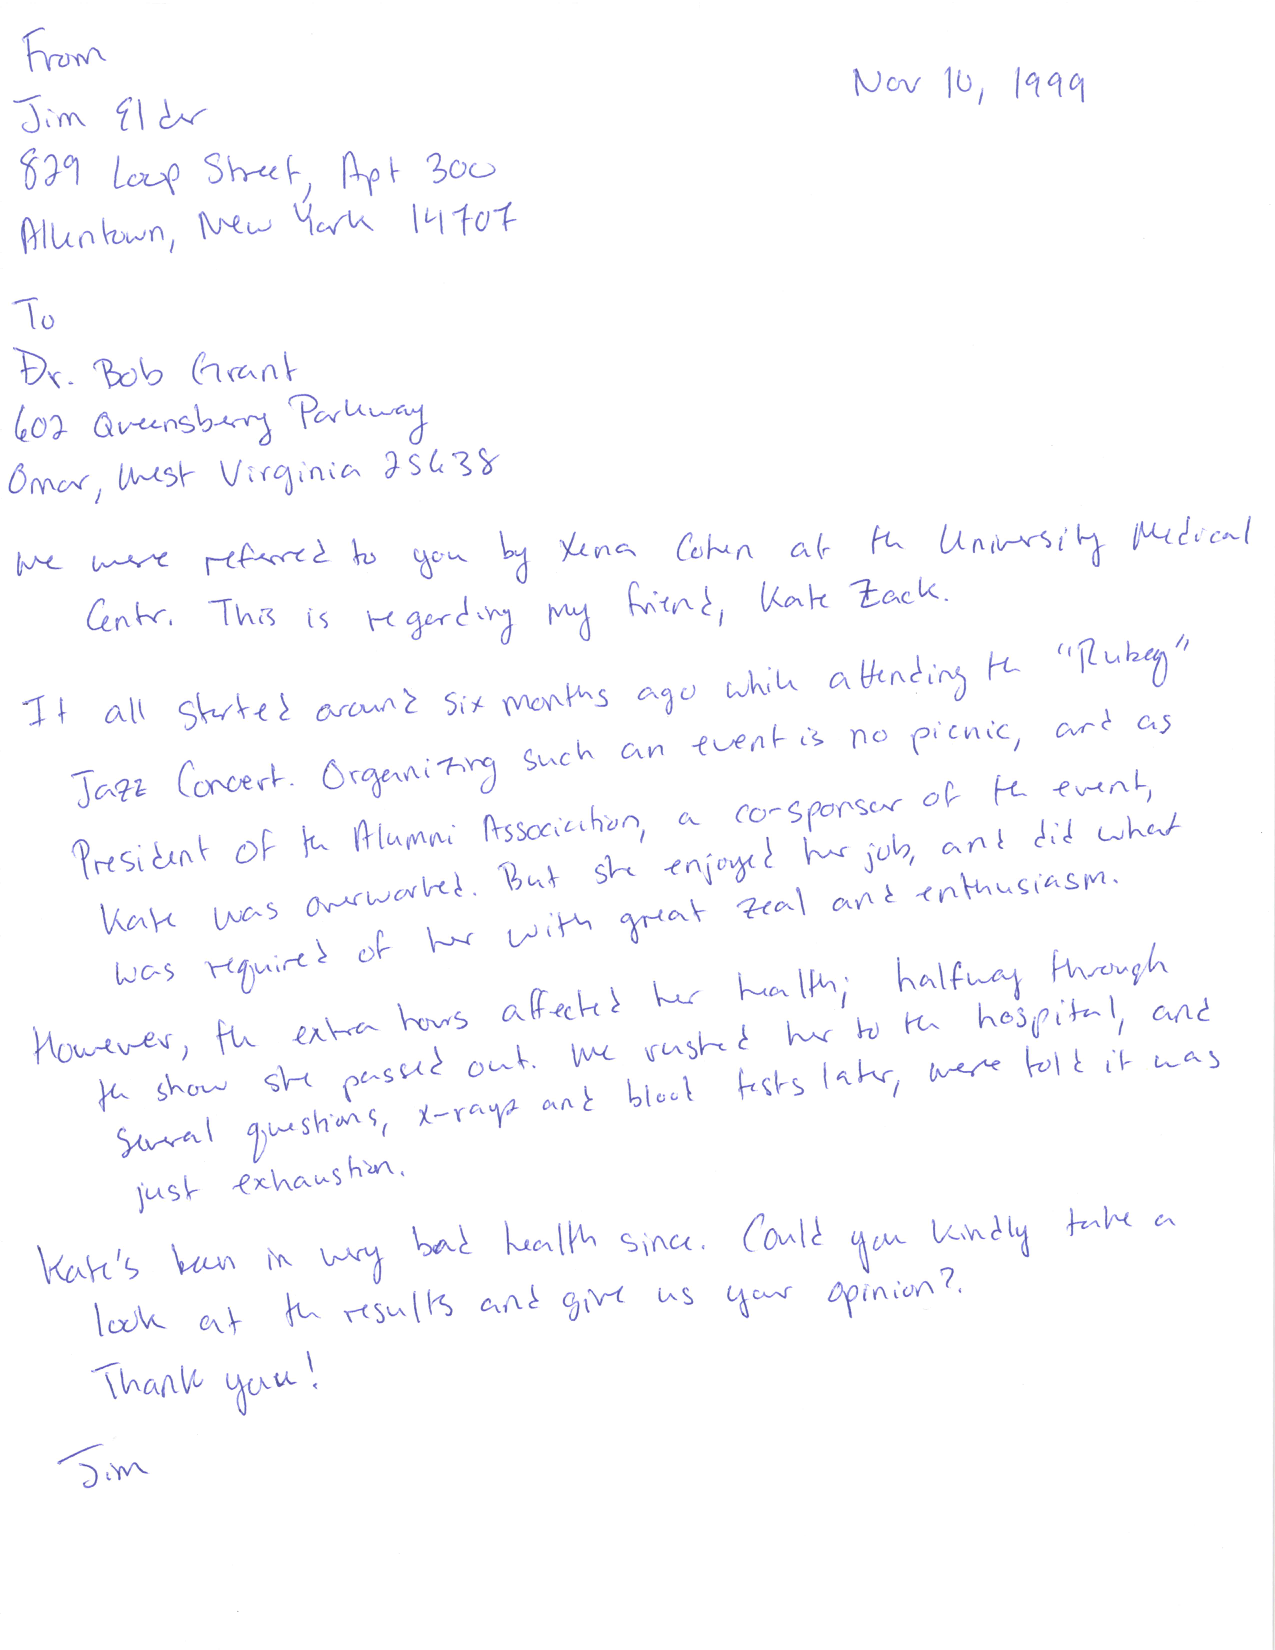 From
Nov 10, 1999
Jim Elder
829 Loop Street, Apt 300
Allentown, New York 14707
To
Dr. Bob Grant
602 Queensberry Parkway
Omar, West Virginia 25638
We were referred to you by Xena Cohen at the University Medical
Center. This is regarding my friend, Kate Zack.
It all started around six months ago while attending the "Rubeq"
Jazz Concert. Organizing such an event is no picnic, and as
President of the Alumni Association, a co-sponsor of the event,
Kate was overworked. But she enjoyed her job, and did what
was required of her with great zeal and enthusiasm.
However, the extra hours affected her health; halfway through
the show she passed out. We rushed her to the hospital, and
several questions, x-rays and blood tests later, were told it was
just exhaustion.
Kate's been in very bad health since. Could you kindly take a
look at the results and give us your opinion?.
Thank you!
Jim